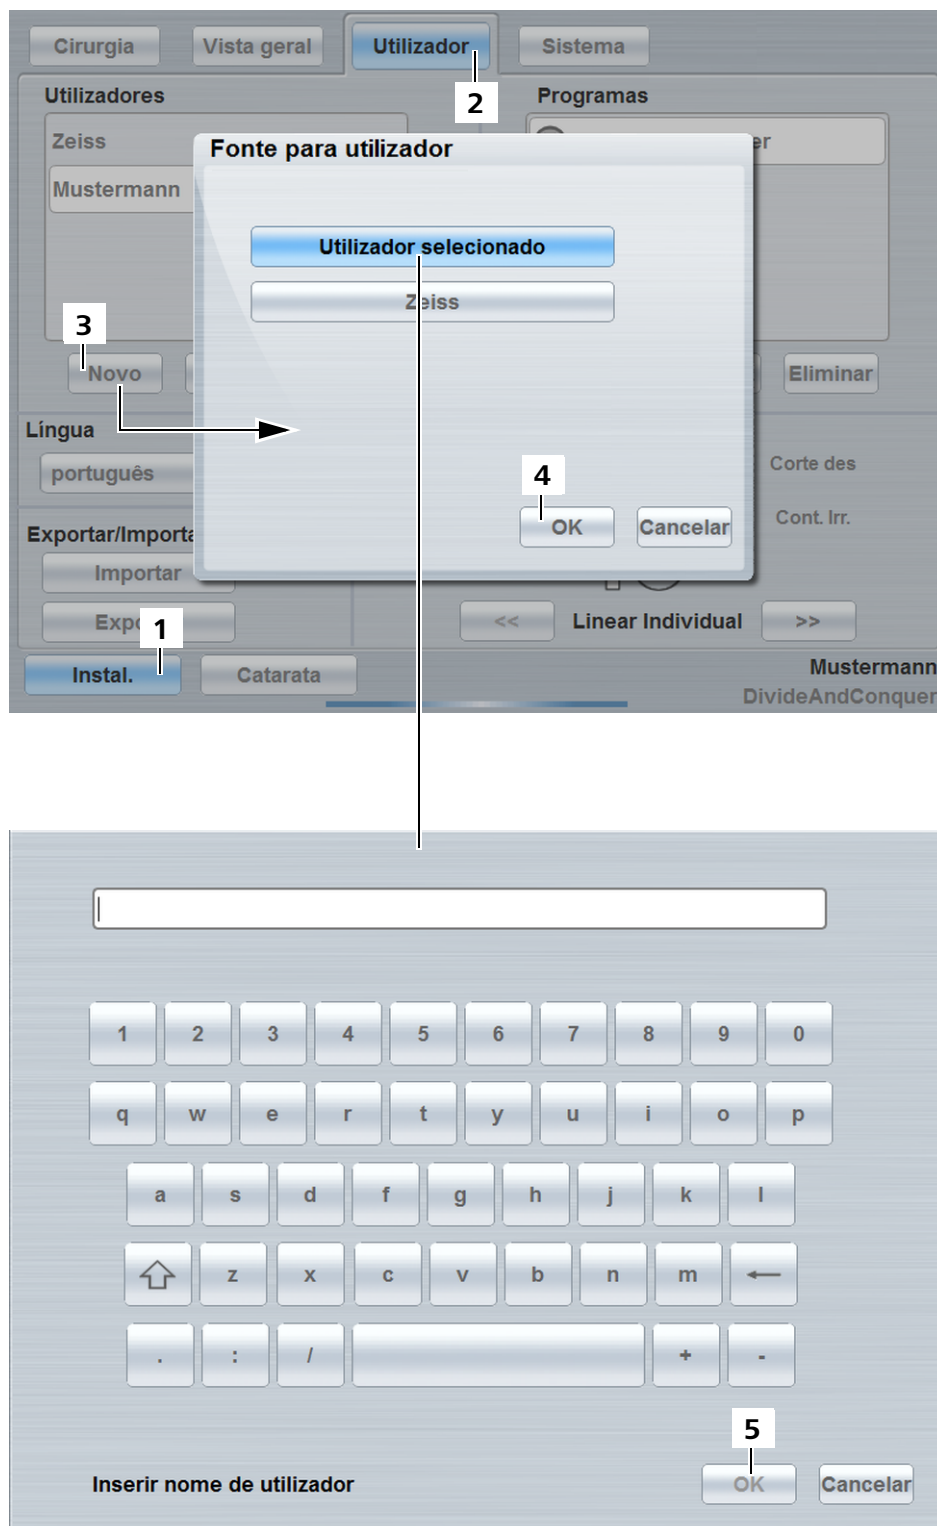 Cirurgia Vista geral Utilizador Sistema
2
Utilizadores Programas
Zeiss
Fonte para utilizador
Mustermann
Utilizador selecionado
Zeiss
3
Novo Eliminar
Língua
português
Corte des
4
Cont. Irr.
OK Cancelar
Importar
1
<< Linear Individual >>
Instal. Catarata
Mustermann
DivideAndConquer
1 2 3 4 5 6 7 8 9 0
q w e r t y u i o p
a s d f g h j k l
z x c v b n m
. : / + -
5
Inserir nome de utilizador OK Cancelar